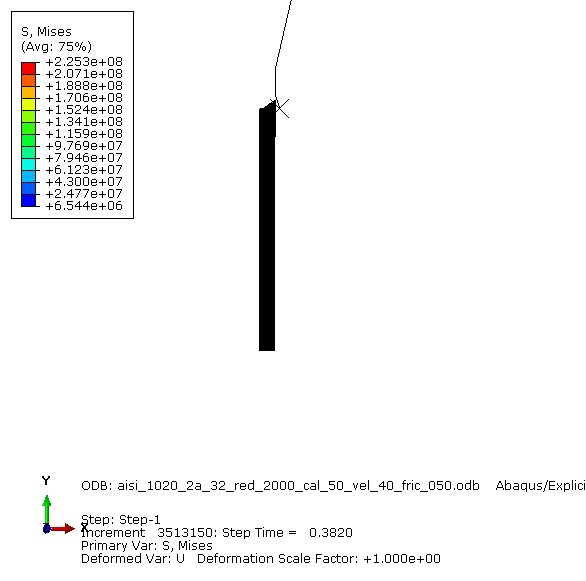 S, Mises
(Avg: 75%)
+2.253e+08
+2.071e+08
+1.888e+08
+1.706e+08
+1.524e+08
+1.341e+08
+1.159e+08
+9.769e+07
+7.946e+07
+6.123e+07
+4.300e+07
+2.477e+07
+6.544e+06
Y
X
ODB: aisi_1020_2a_32_red_2000_cal_50_vel_40_fric_050.odb Abaqus/Explici
Step: Step-1
Increment 3513150: Step Time = 0.3820
Primary Var: S, Mises
Deformed Var: U Deformation Scale Factor: +1.000e+00